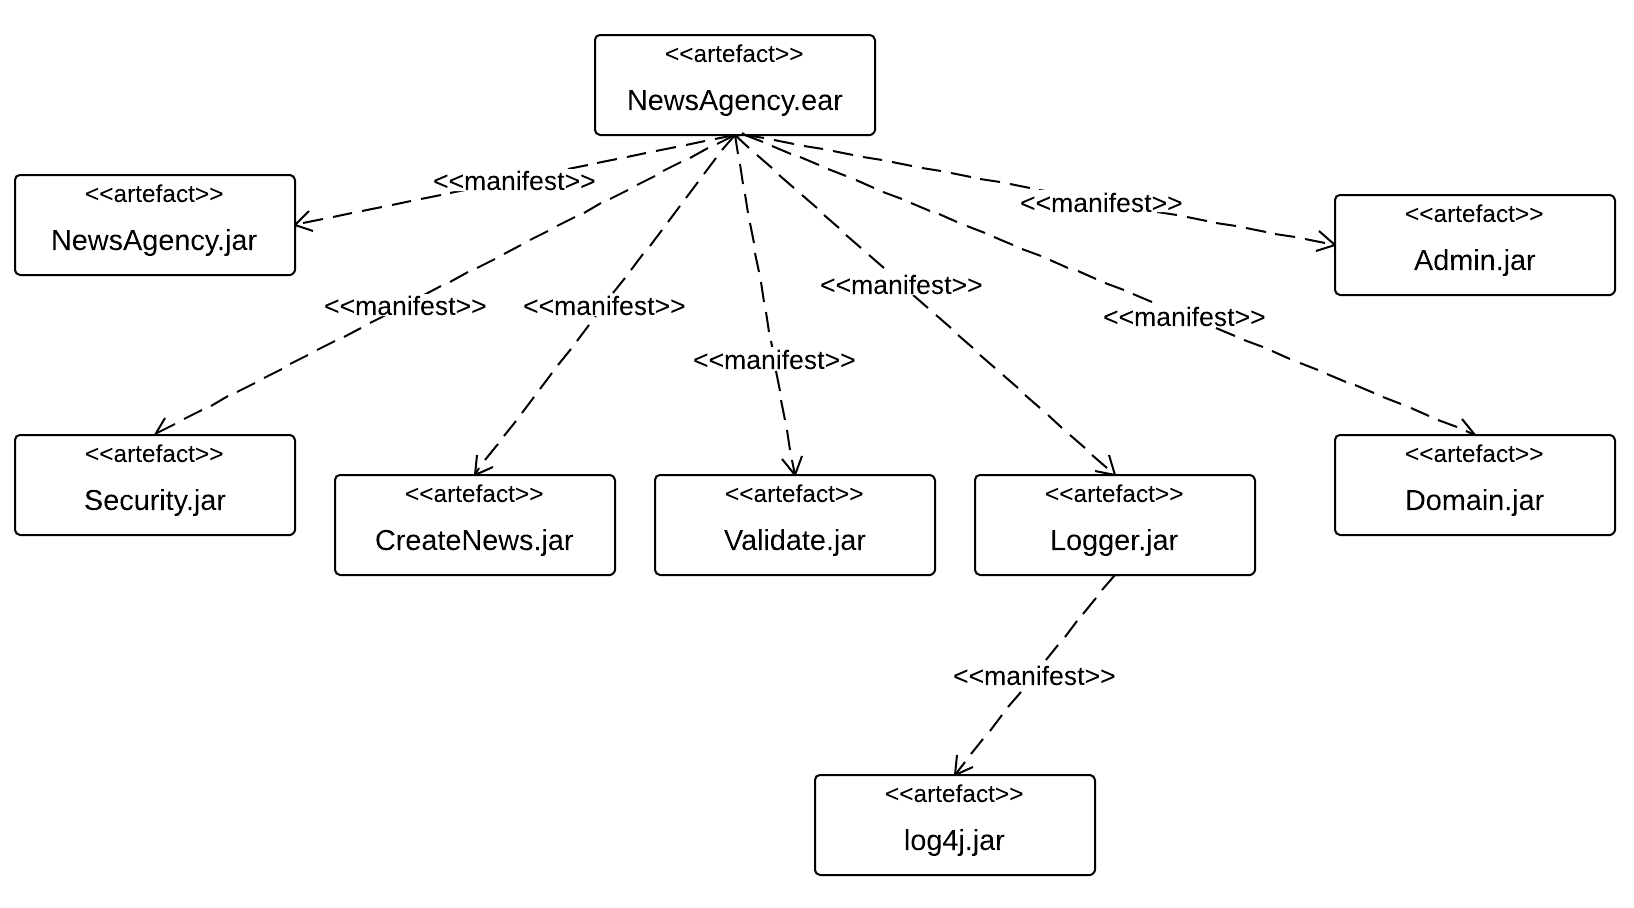 <<artefact>>
NewsAgency.ear
<<manifest>>
<<artefact>>
NewsAgency.jar
<<manifest>>
<<artefact>>
Admin.jar
<<manifest>>
<<manifest>>
<<manifest>>
<<manifest>>
<<manifest>>
<<artefact>>
Security.jar
<<artefact>>
CreateNews.jar
<<artefact>>
Validate.jar
<<artefact>>
Logger.jar
<<artefact>>
Domain.jar
<<manifest>>
<<artefact>>
log4j.jar